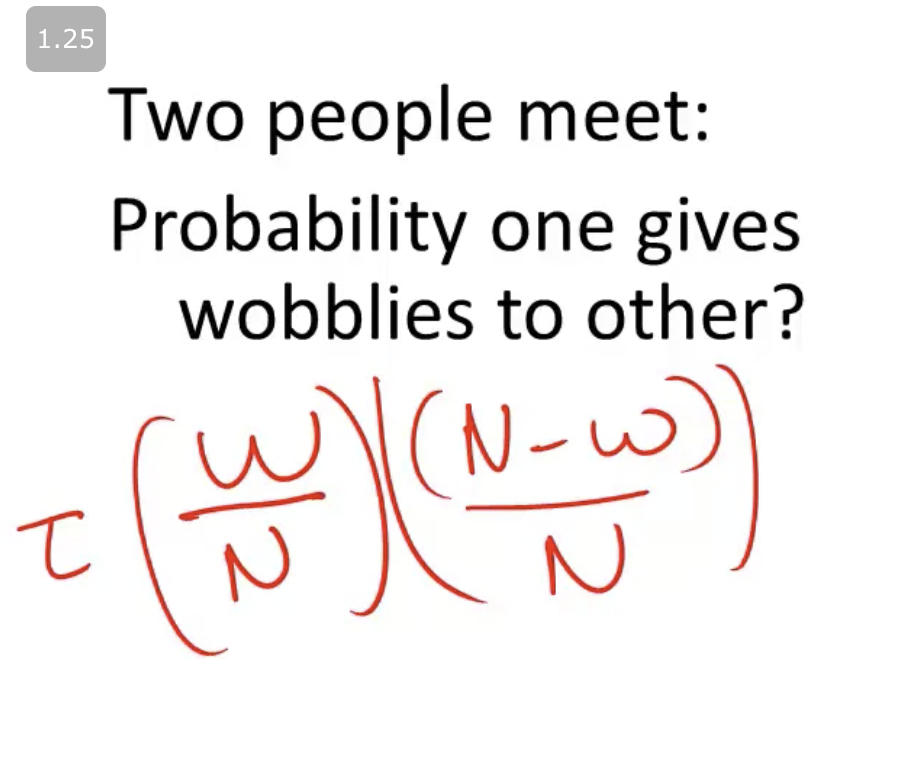 1.25
Two people meet:
Probability one gives
wobblies to other?
τ (W/N) ((N-W)/N)